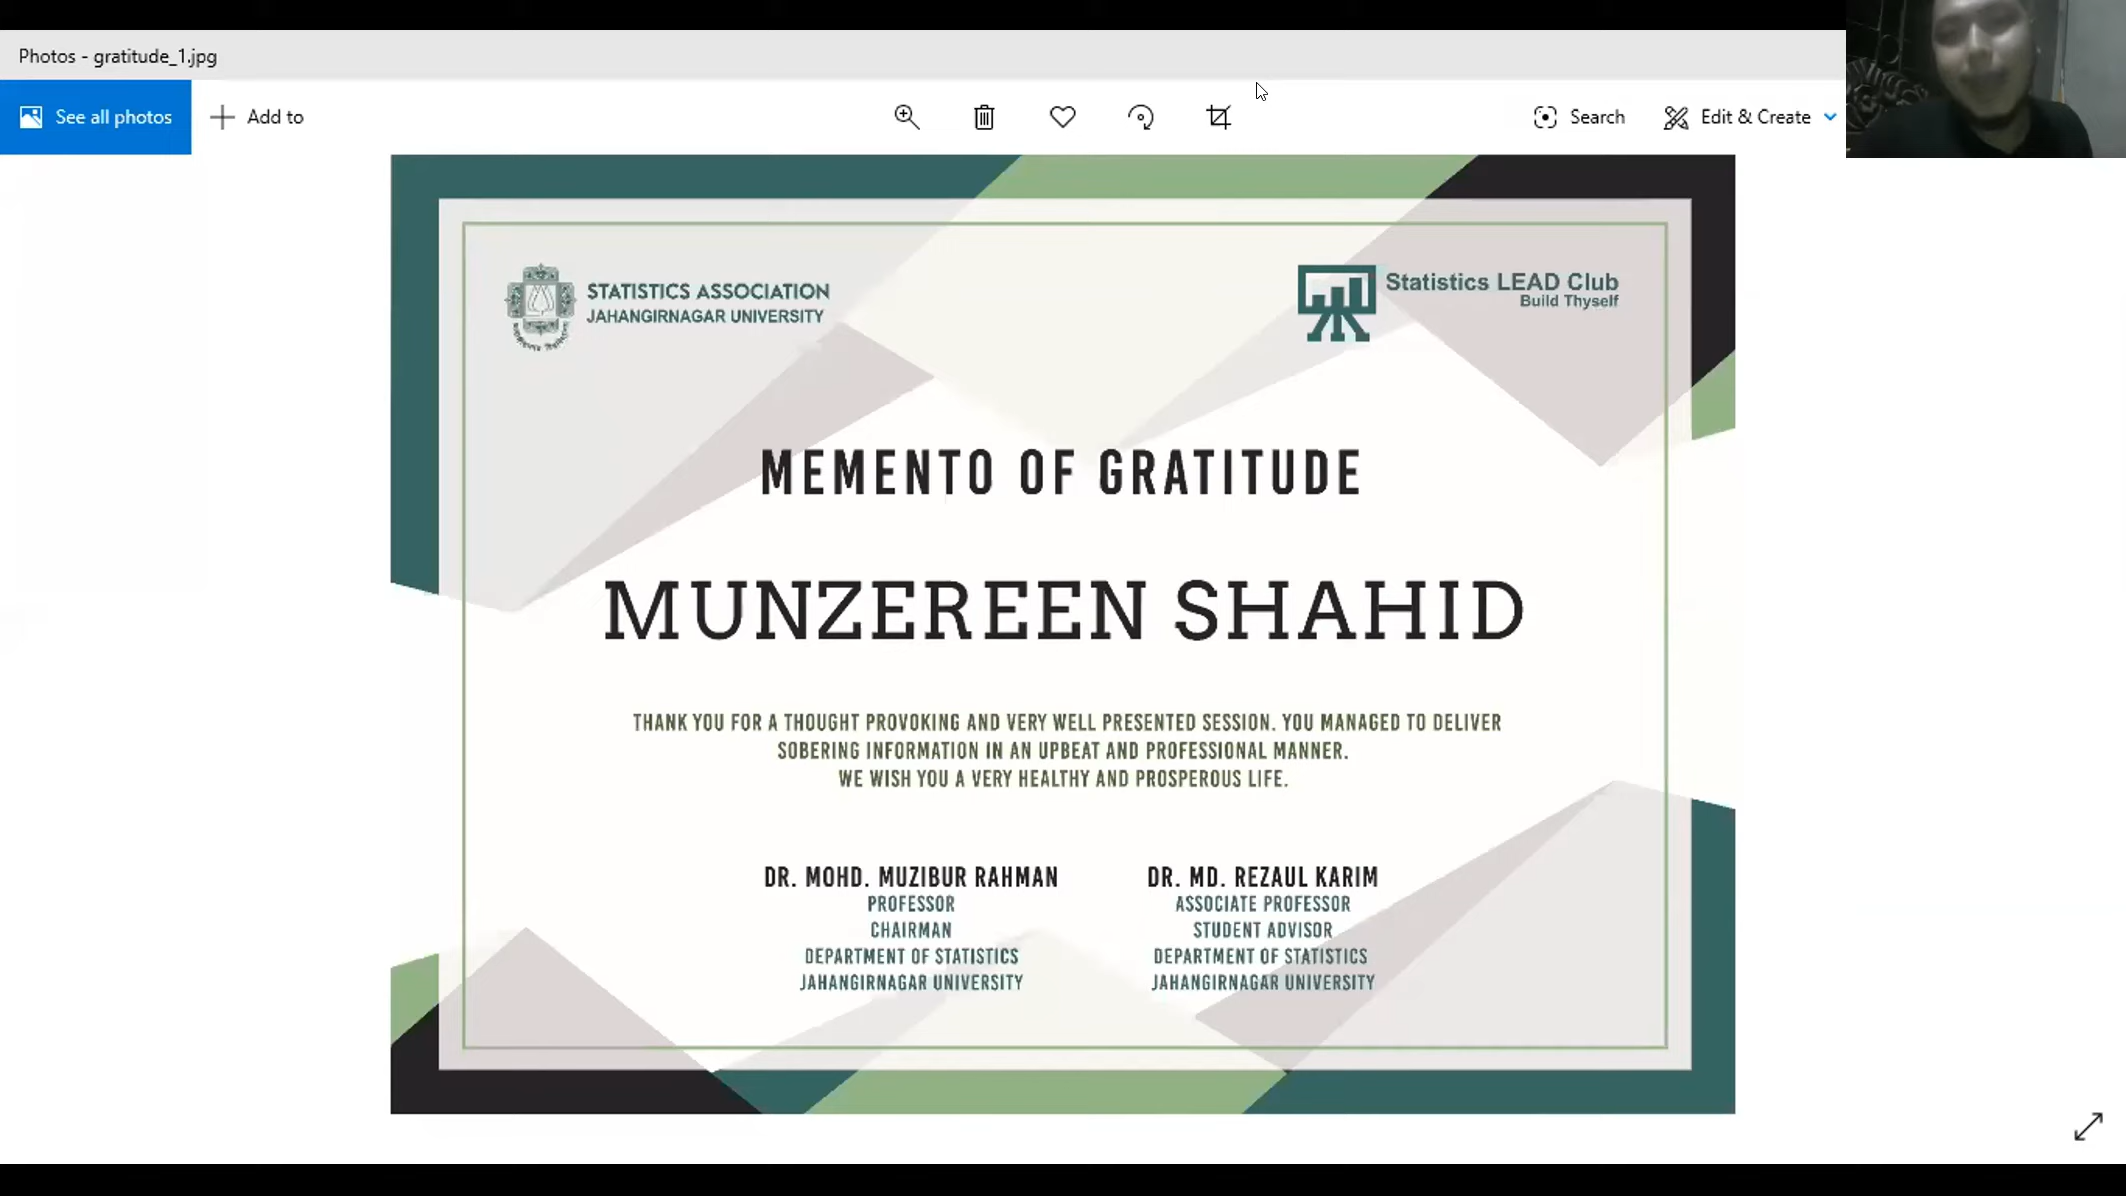 Photos - gratitude_1.jpg
See all photos
Add to
Search
Edit & Create
STATISTICS ASSOCIATION
JAHANGIRNAGAR UNIVERSITY
Statistics LEAD Club
Build Thyself
MEMENTO OF GRATITUDE
MUNZEREEN SHAHID
THANK YOU FOR A THOUGHT PROVOKING AND VERY WELL PRESENTED SESSION. YOU MANAGED TO DELIVER
SOBERING INFORMATION IN AN UPBEAT AND PROFESSIONAL MANNER.
WE WISH YOU A VERY HEALTHY AND PROSPEROUS LIFE.
DR. MOHD. MUZIBUR RAHMAN
PROFESSOR
CHAIRMAN
DEPARTMENT OF STATISTICS
JAHANGIRNAGAR UNIVERSITY
DR. MD. REZAUL KARIM
ASSOCIATE PROFESSOR
STUDENT ADVISOR
DEPARTMENT OF STATISTICS
JAHANGIRNAGAR UNIVERSITY